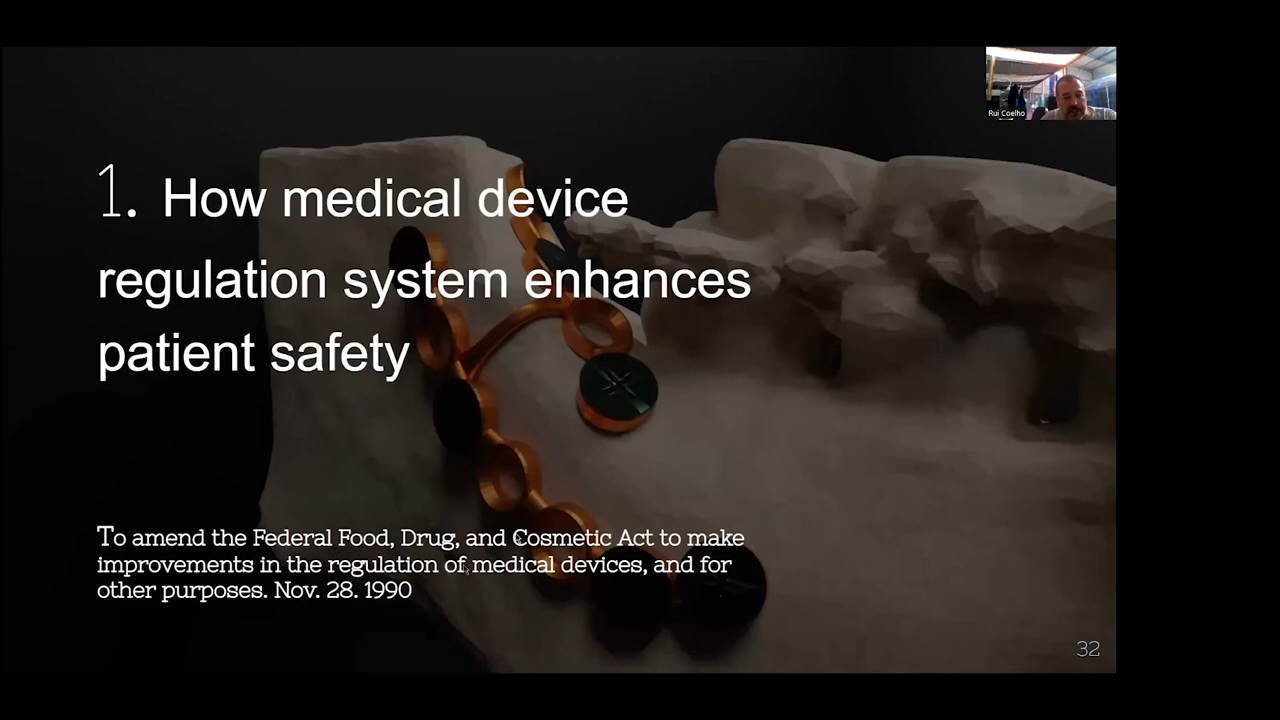 Rui Coelho
1. How medical device
regulation system enhances
patient safety
To amend the Federal Food, Drug, and Cosmetic Act to make
improvements in the regulation of medical devices, and for
other purposes. Nov. 28. 1990
32